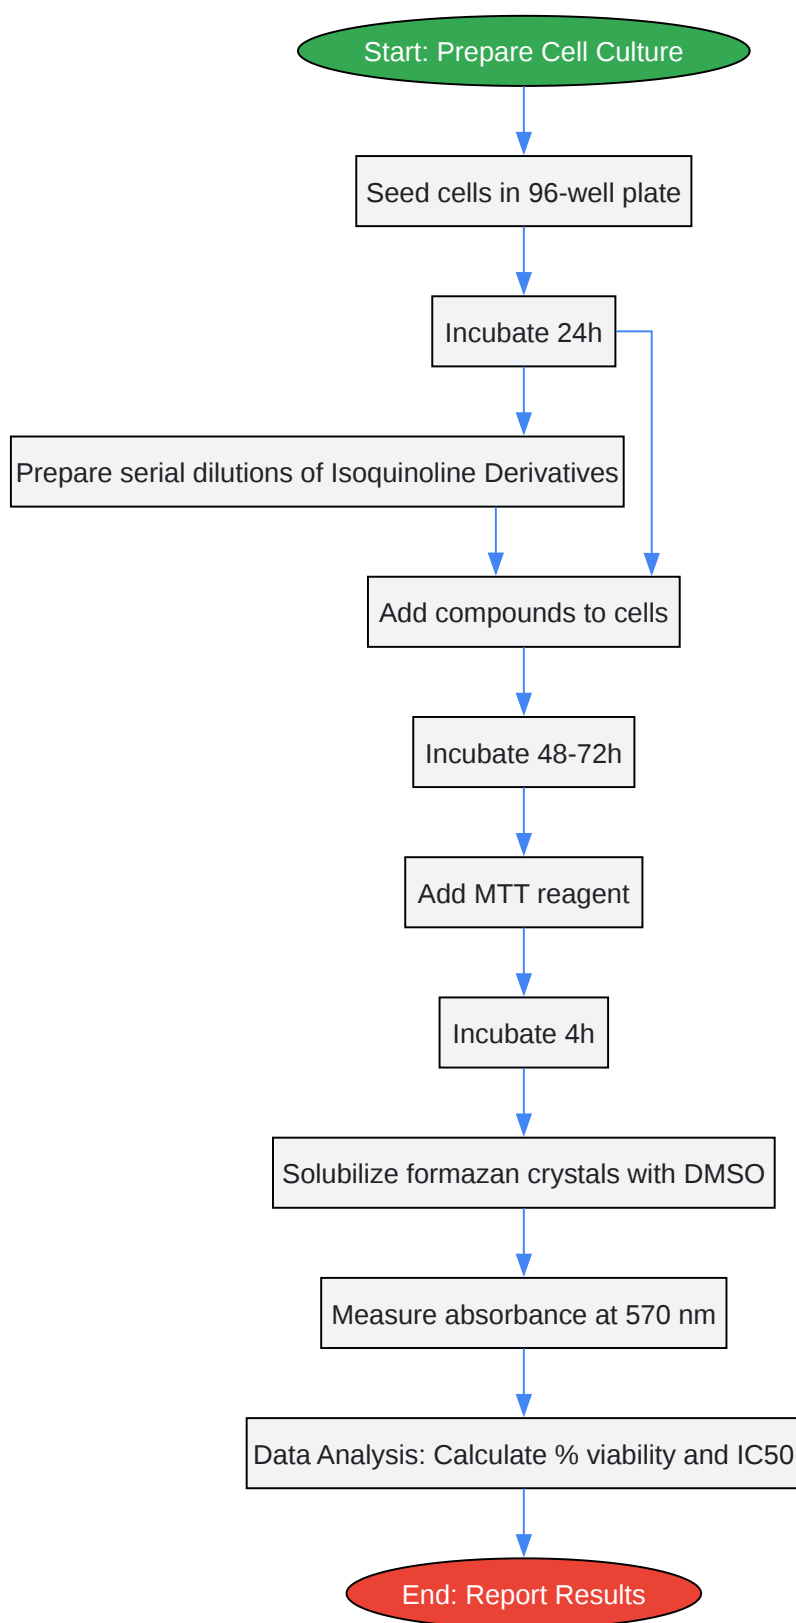 Start: Prepare Cell Culture
Seed cells in 96-well plate
Incubate 24h
Prepare serial dilutions of Isoquinoline Derivatives
Add compounds to cells
Incubate 48-72h
Add MTT reagent
Incubate 4h
Solubilize formazan crystals with DMSO
Measure absorbance at 570 nm
Data Analysis: Calculate % viability and IC50
End: Report Results